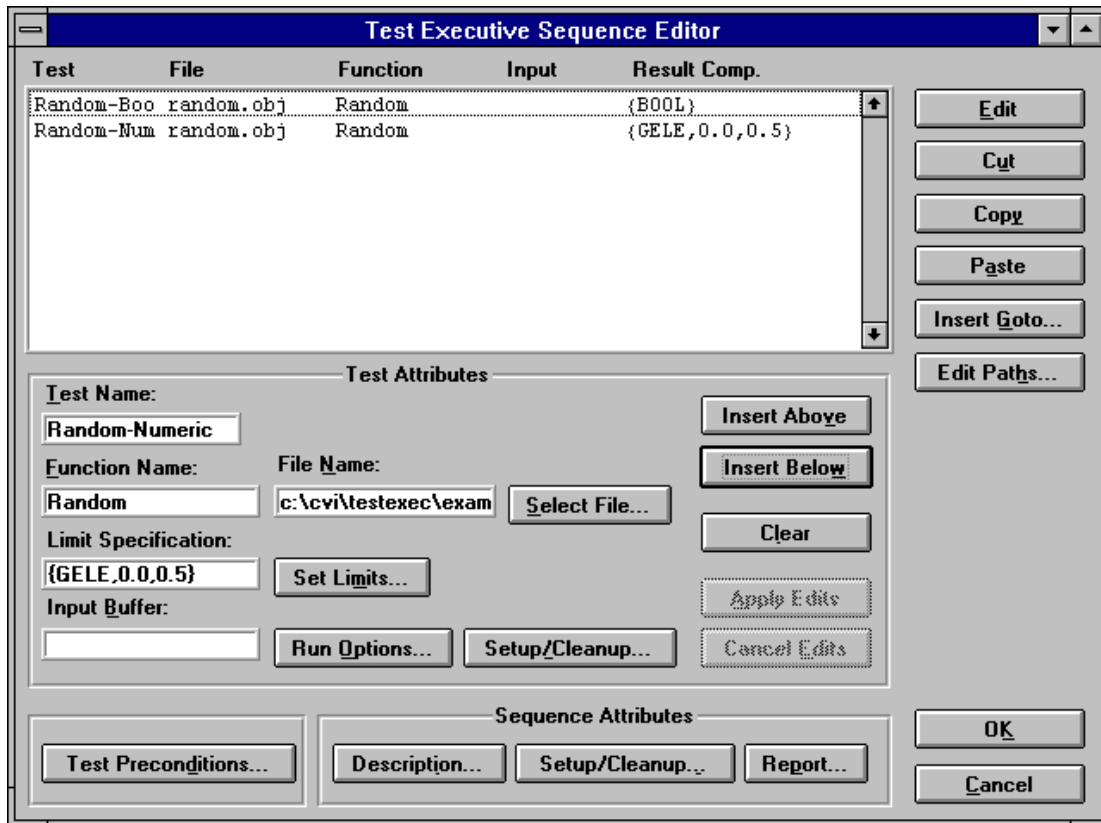 Test Executive Sequence Editor
Test File Function Input Result Comp.
Random-Boo random.obj Random {BOOL}
Random-Num random.obj Random {GELE,0.0,0.5}
Edit
Cut
Copy
Paste
Insert Goto...
Edit Paths...
Test Attributes
Test Name:
Random-Numeric
Insert Above
Function Name: File Name:
Insert Below
Random c:\cvi\testexec\exam Select File...
Limit Specification:
Clear
{GELE,0.0,0.5} Set Limits...
Input Buffer:
Apply Edits
Run Options... Setup/Cleanup... Cancel Edits
Sequence Attributes
Test Preconditions... Description... Setup/Cleanup... Report...
OK
Cancel